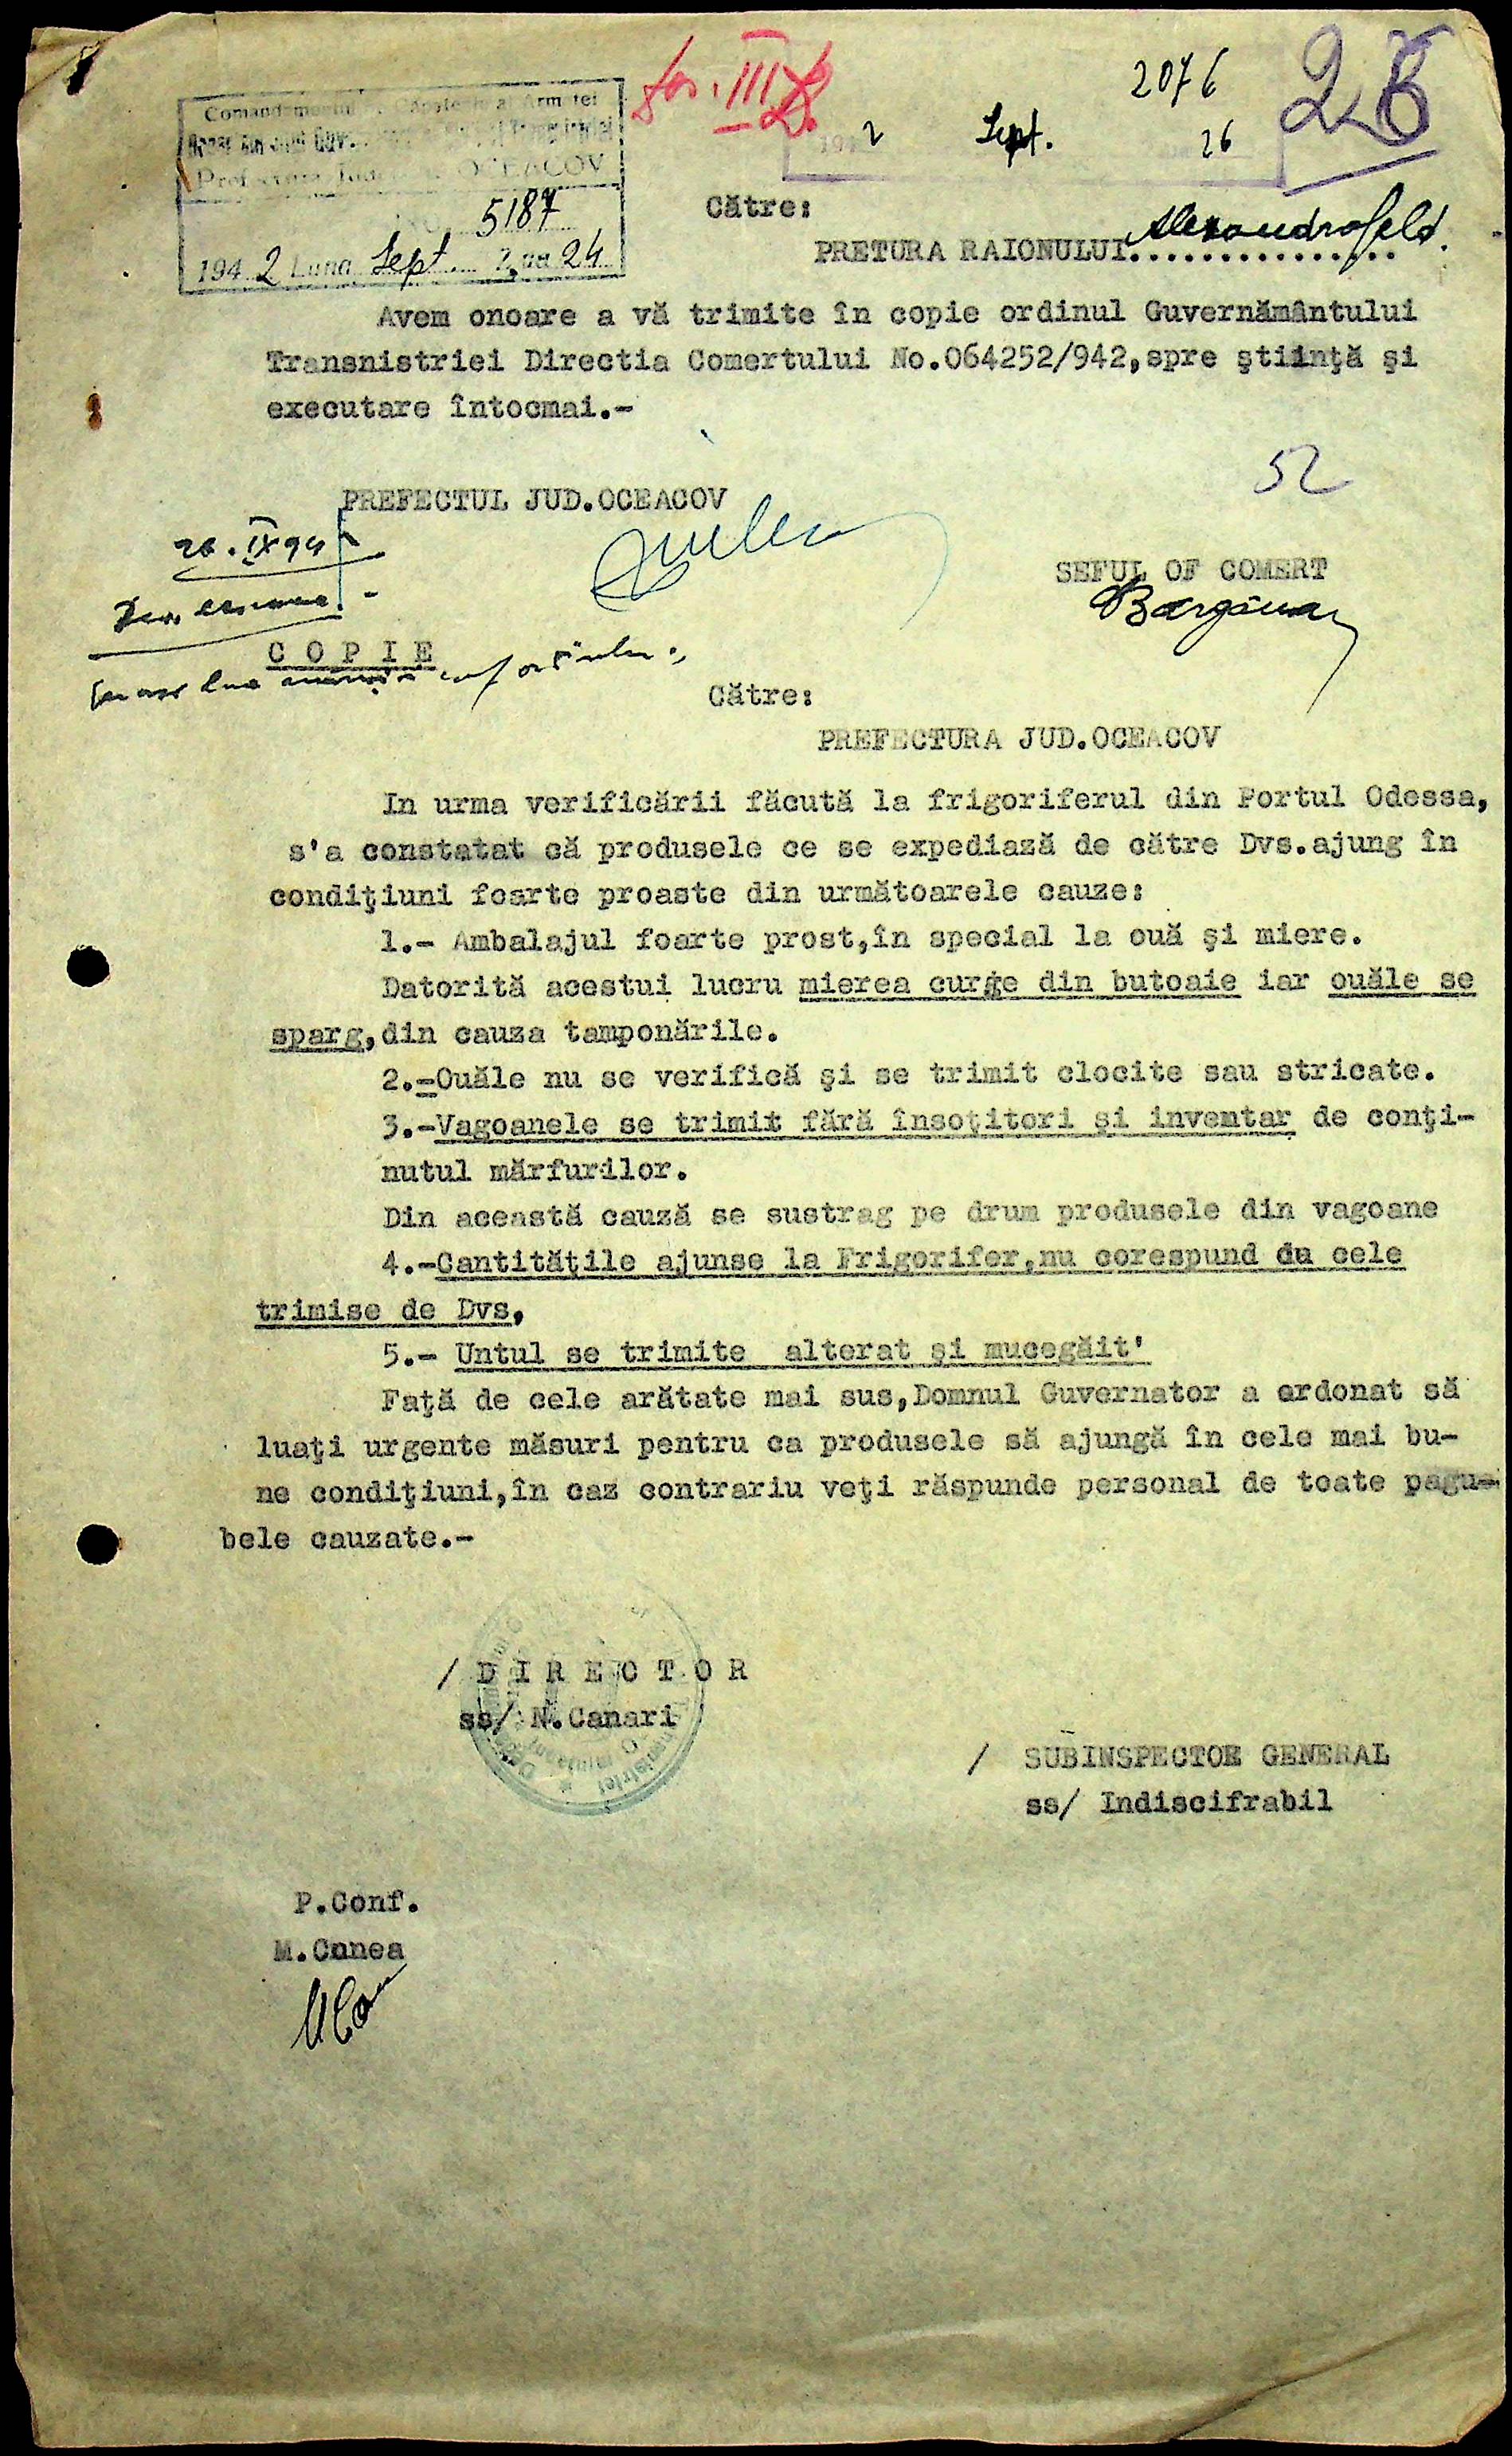 2076
28
Comandamentul Armatei
Prefectura OCEACOV
5187
1942 Luna Sept. Ziua 24
2 Sept. 26
Către:
PRETURA RAIONULUI Alexandrofeld.
Avem onoare a vă trimite în copie ordinul Guvernământului
Transnistriei Directia Comertului No.064252/942,spre ştiinţă şi
executare întocmai.-
52
PREFECTUL JUD.OCEACOV
26.IX 94
SEFUL OF COMERT
C O P I E
Către:
PREFECTURA JUD.OCEACOV
In urma verificării făcută la frigoriferul din Portul Odessa,
s'a constatat că produsele ce se expediază de către Dvs.ajung în
condiţiuni foarte proaste din următoarele cauze:
1.- Ambalajul foarte prost,în special la ouă şi miere.
Datorită acestui lucru mierea curge din butoaie iar ouăle se
sparg,din cauza tamponările.
2.-Ouăle nu se verifică şi se trimit clocite sau stricate.
3.-Vagoanele se trimit fără însoţitori şi inventar de conţi-
nutul mărfurilor.
Din această cauză se sustrag pe drum produsele din vagoane
4.-Cantităţile ajunse la Frigorifer,nu corespund cu cele
trimise de Dvs,
5.- Untul se trimite alterat şi mucegăit'
Faţă de cele arătate mai sus,Domnul Guvernator a ordonat să
luaţi urgente măsuri pentru ca produsele să ajungă în cele mai bu-
ne condiţiuni,în caz contrariu veţi răspunde personal de toate pagu-
bele cauzate.-
/ D I R E C T O R
ss/ N.Canari
/ SUBINSPECTOR GENERAL
ss/ Indiscifrabil
P.Conf.
M.Cnnea